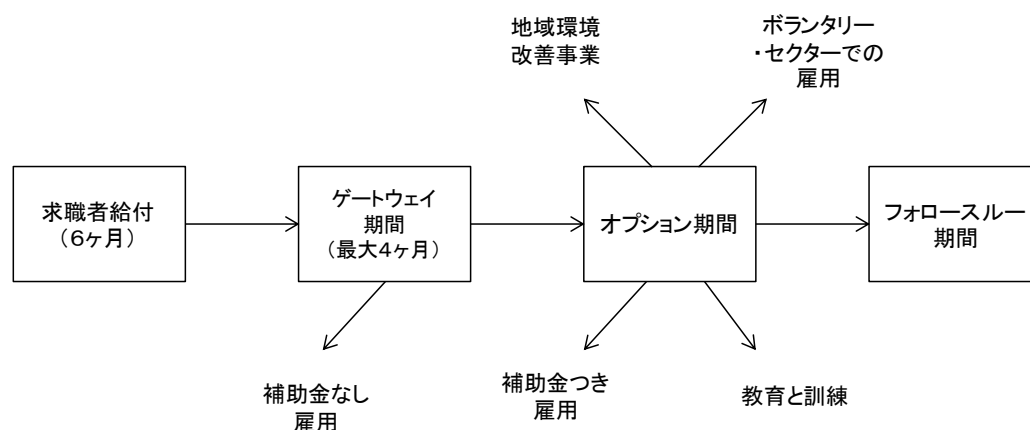 地域環境
改善事業
ボランタリー
・セクターでの
雇用
求職者給付
（6ヶ月）
ゲートウェイ
期間
（最大4ヶ月）
オプション期間
フォロースルー
期間
補助金なし
雇用
補助金つき
雇用
教育と訓練